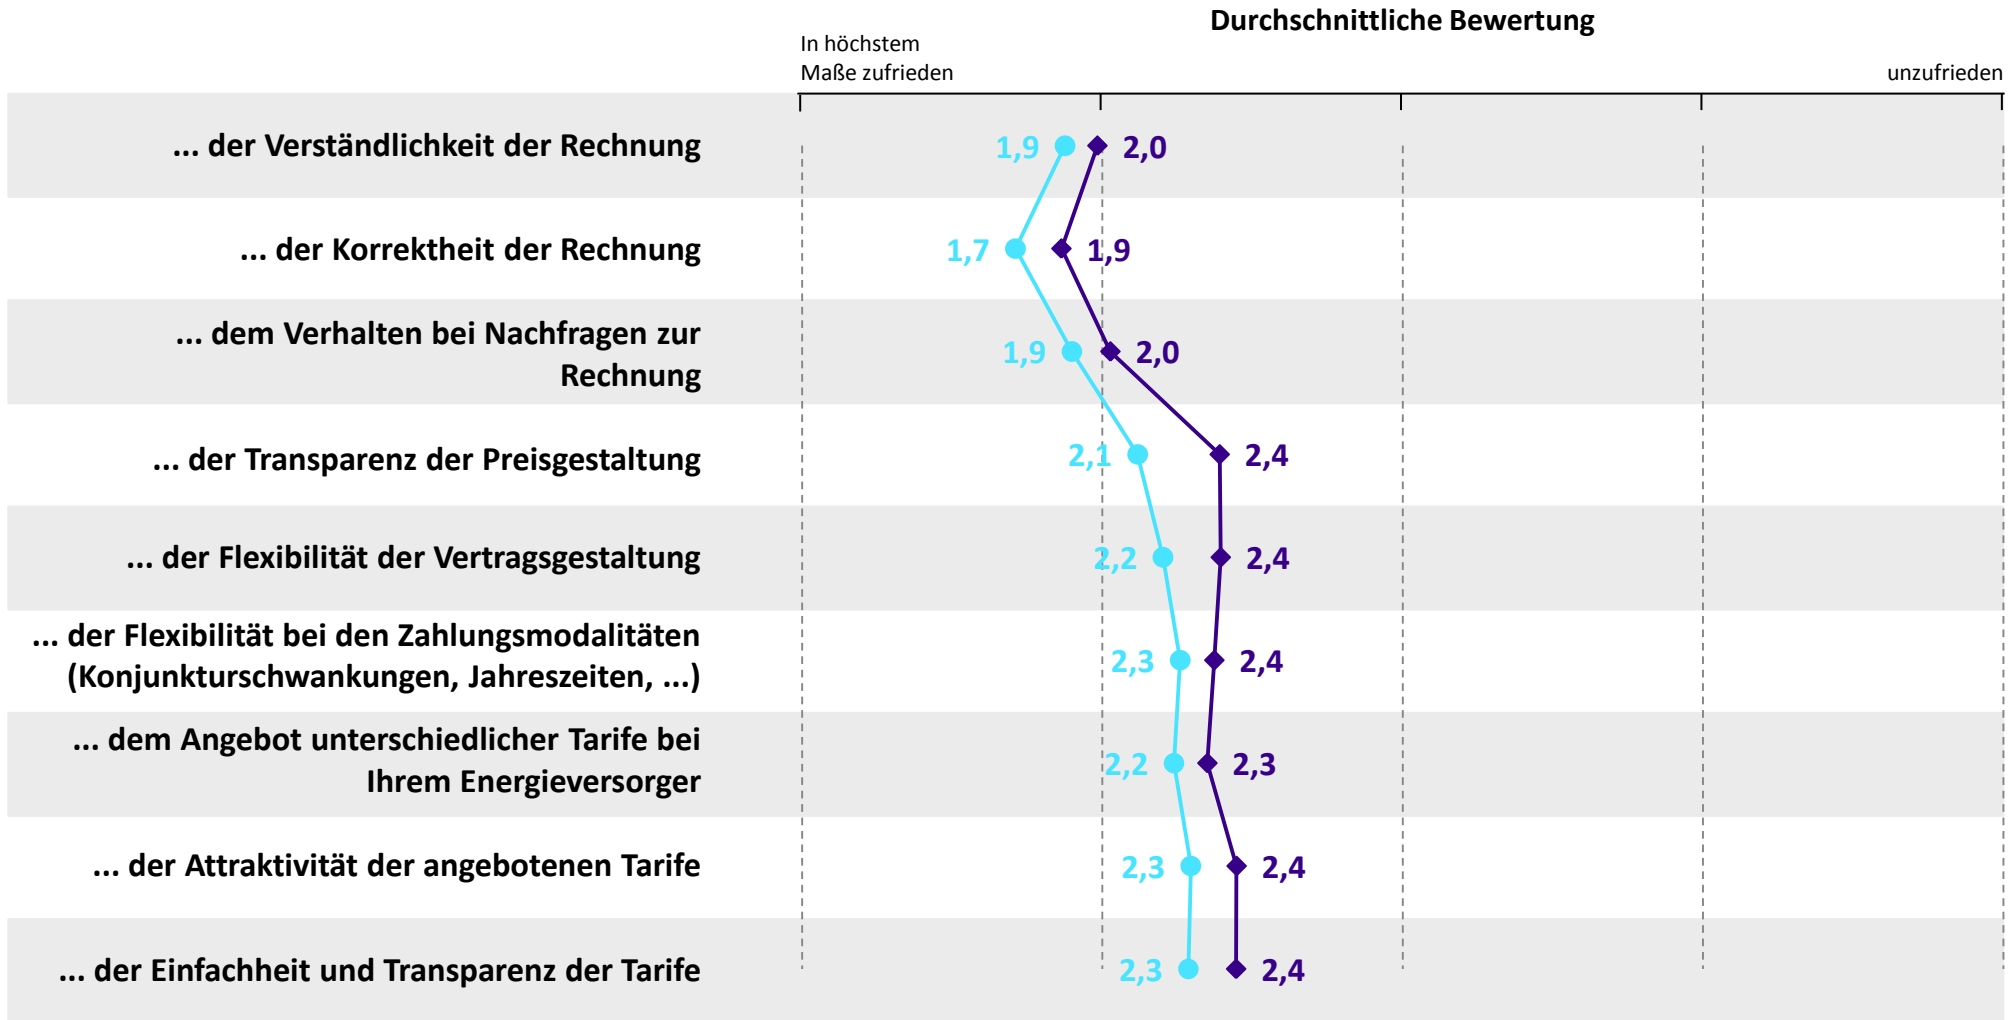 Durchschnittliche Bewertung
In höchstem
Maße zufrieden
unzufrieden
... der Verständlichkeit der Rechnung
1,9
2,0
... der Korrektheit der Rechnung
1,7
1,9
... dem Verhalten bei Nachfragen zur
Rechnung
1,9
2,0
... der Transparenz der Preisgestaltung
2,1
2,4
... der Flexibilität der Vertragsgestaltung
2,2
2,4
... der Flexibilität bei den Zahlungsmodalitäten
(Konjunkturschwankungen, Jahreszeiten, ...)
2,3
2,4
... dem Angebot unterschiedlicher Tarife bei
Ihrem Energieversorger
2,2
2,3
... der Attraktivität der angebotenen Tarife
2,3
2,4
... der Einfachheit und Transparenz der Tarife
2,3
2,4